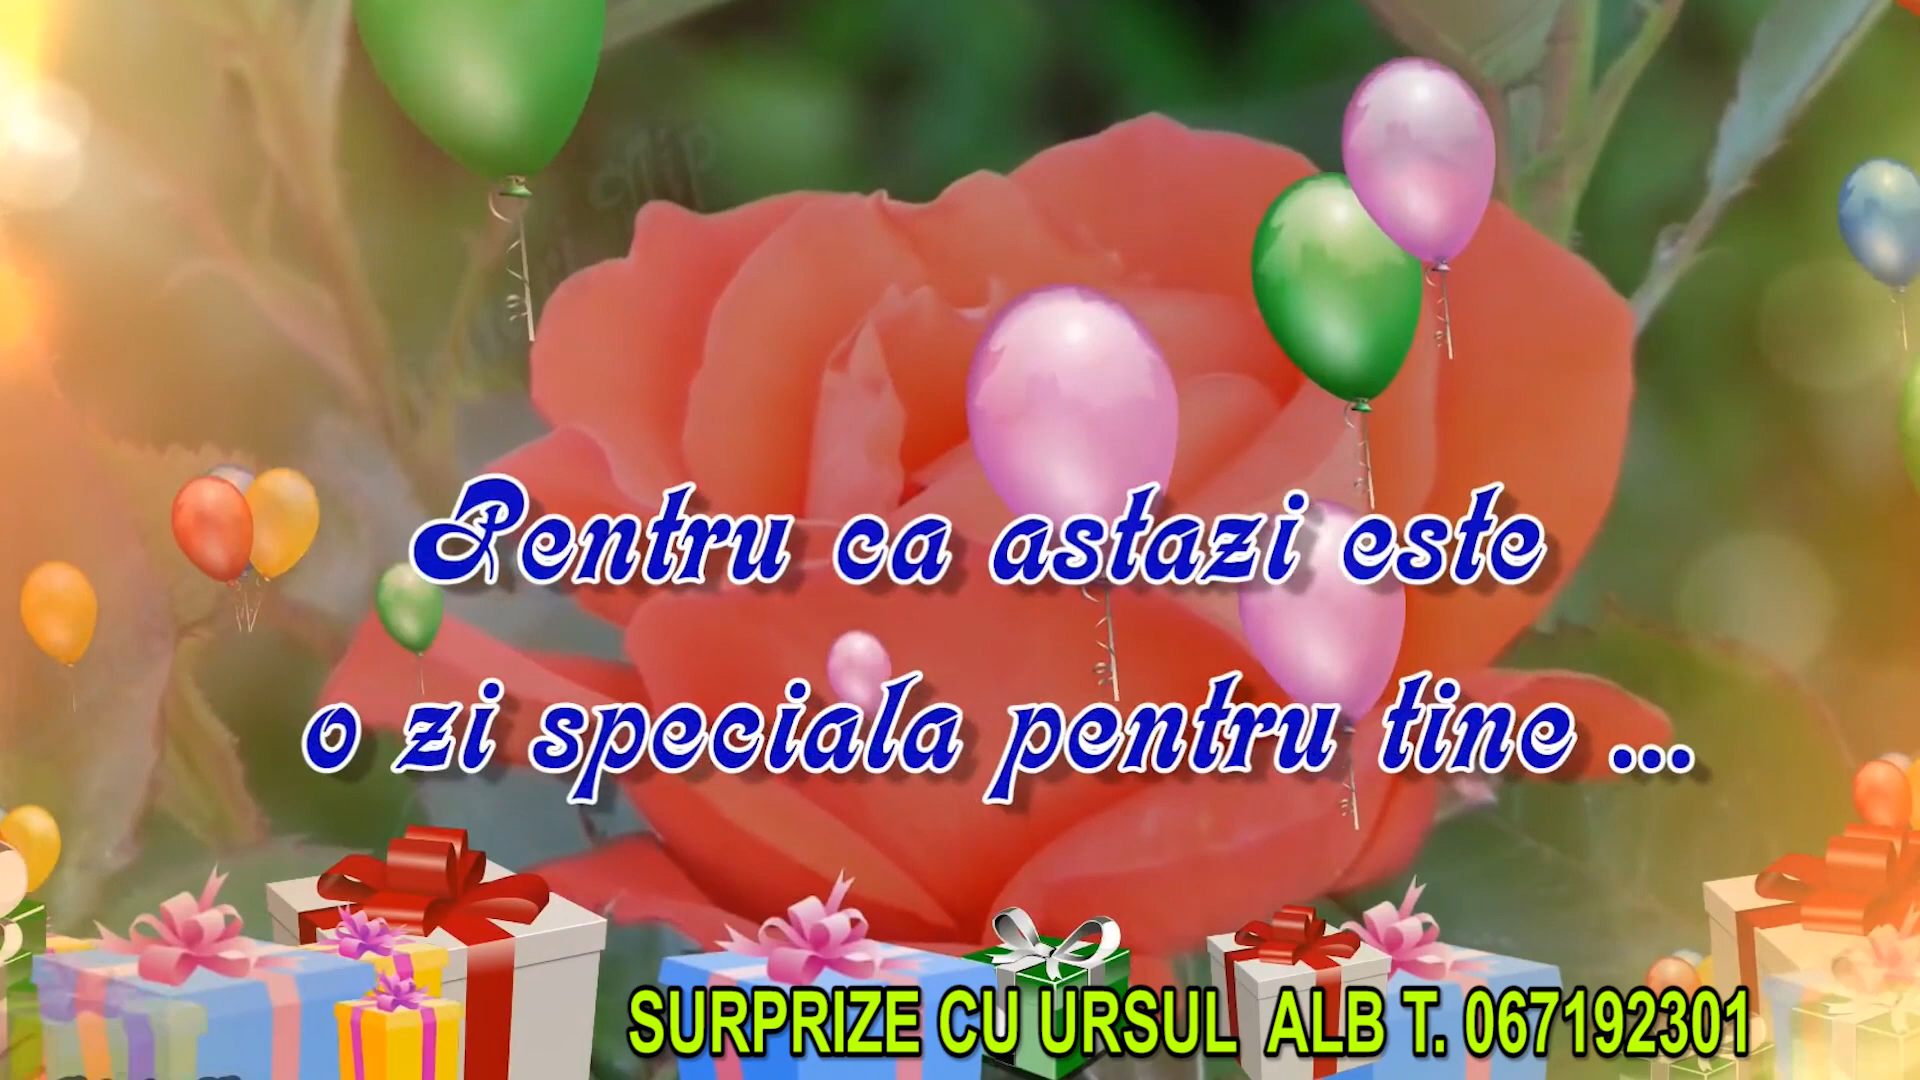 Pentru ca astazi este
o zi speciala pentru tine ...
SURPRIZE CU URSUL ALB T. 067192301